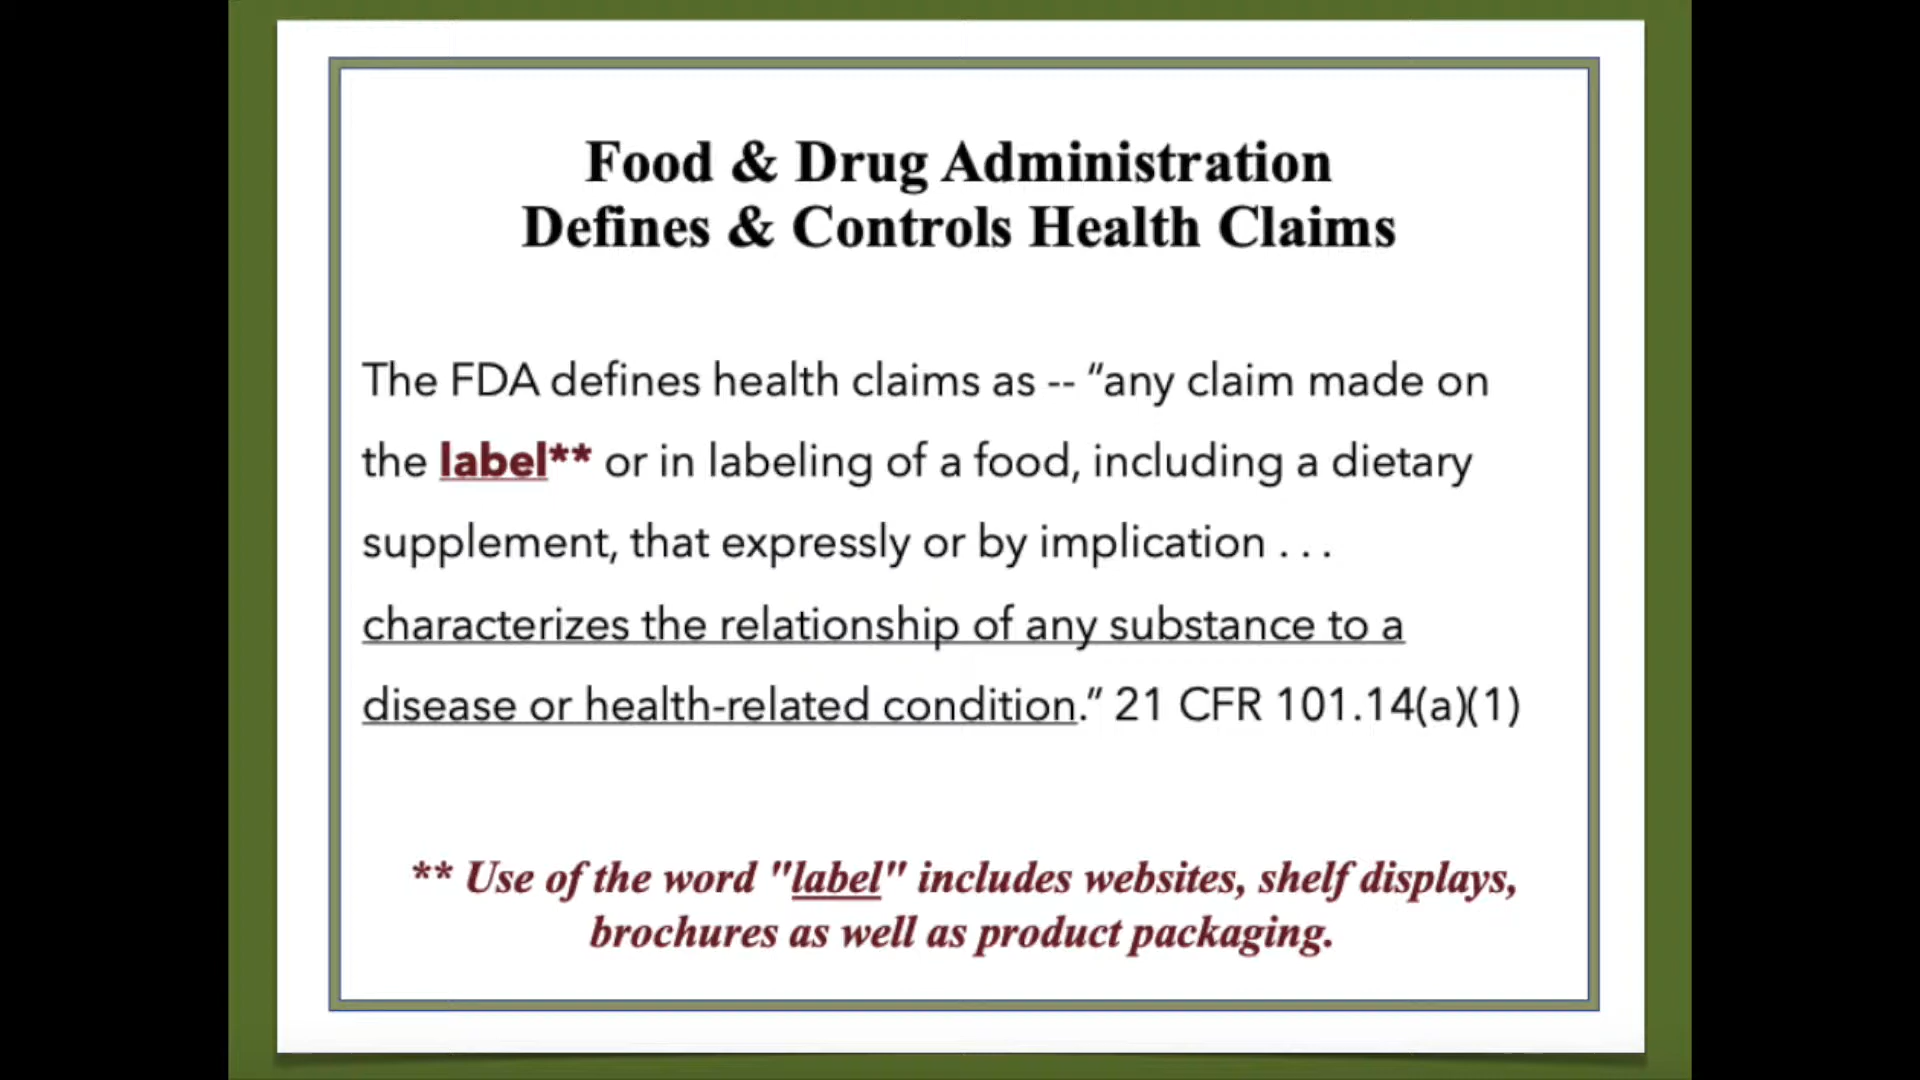 Food & Drug Administration
Defines & Controls Health Claims
The FDA defines health claims as -- “any claim made on
the label** or in labeling of a food, including a dietary
supplement, that expressly or by implication . . .
characterizes the relationship of any substance to a
disease or health-related condition.” 21 CFR 101.14(a)(1)
** Use of the word "label" includes websites, shelf displays,
brochures as well as product packaging.